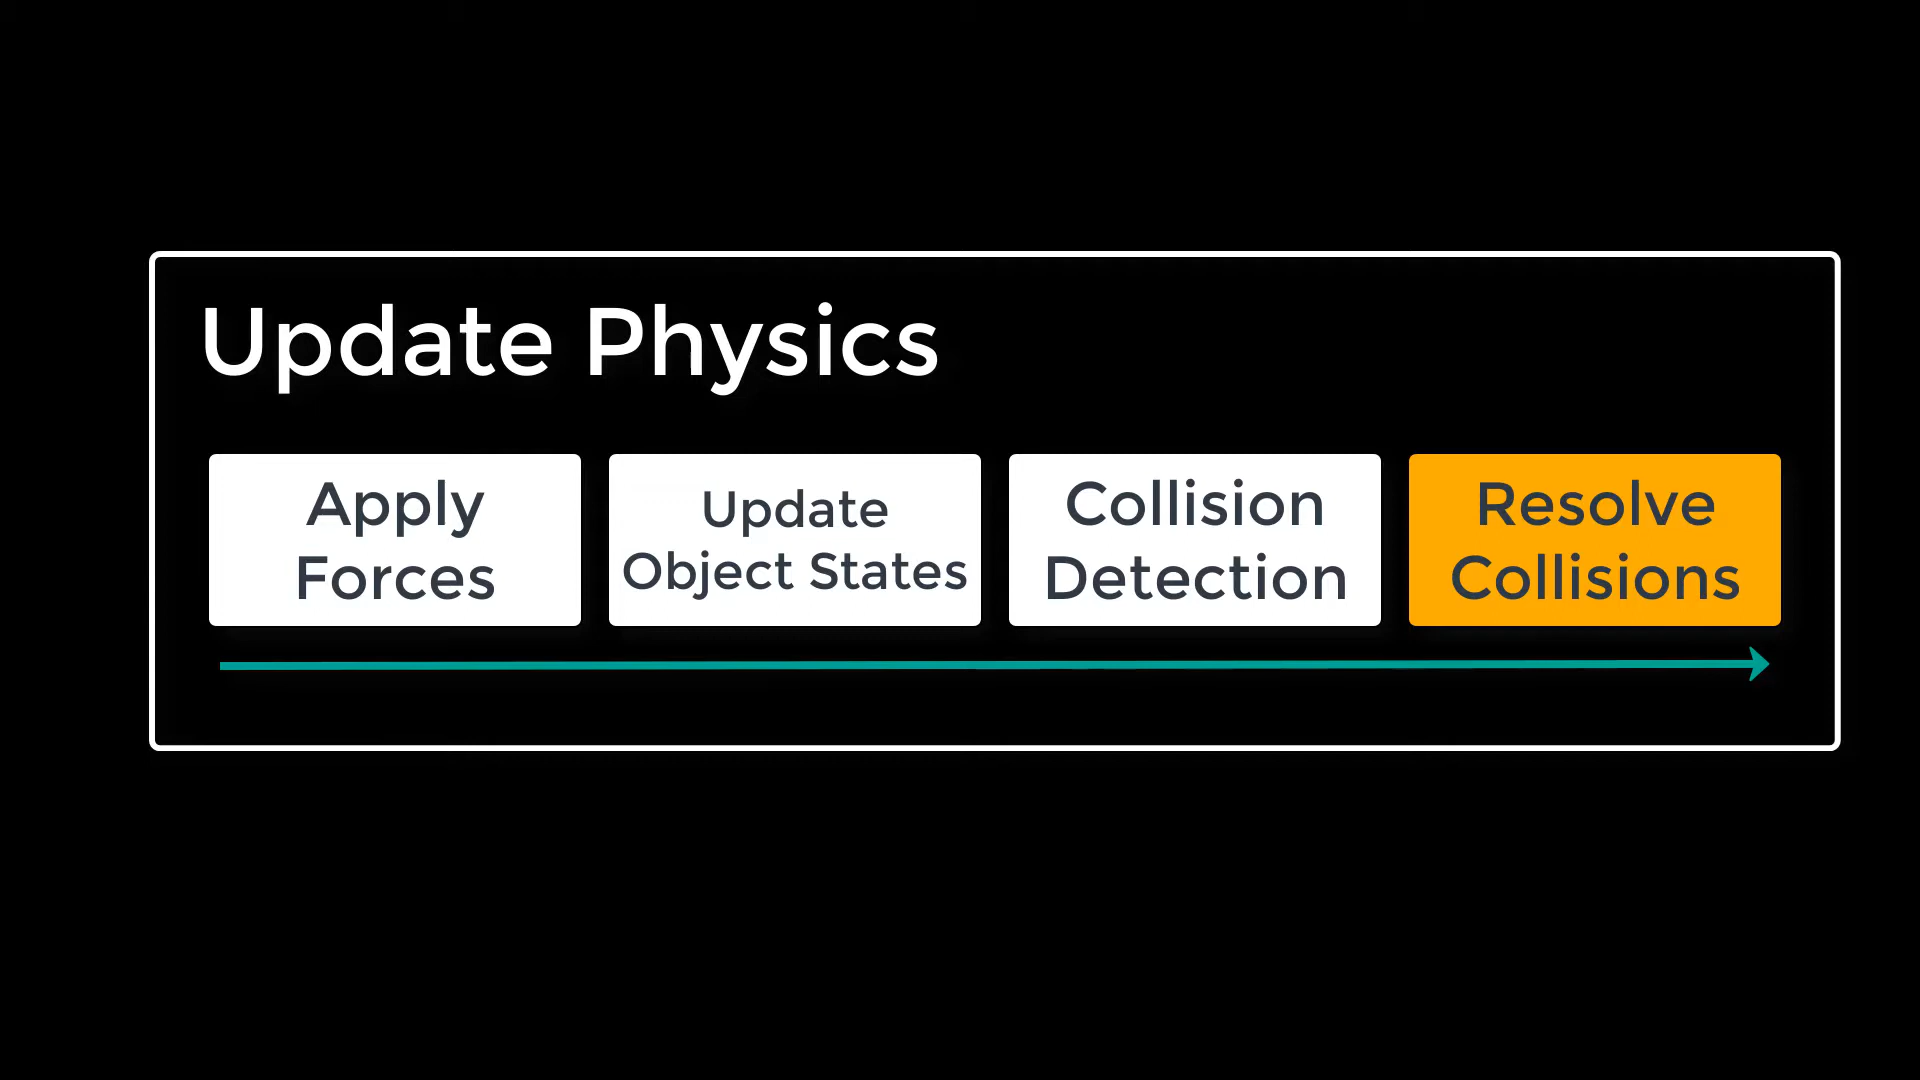 Update Physics
Apply
Forces
Update
Object States
Collision
Detection
Resolve
Collisions